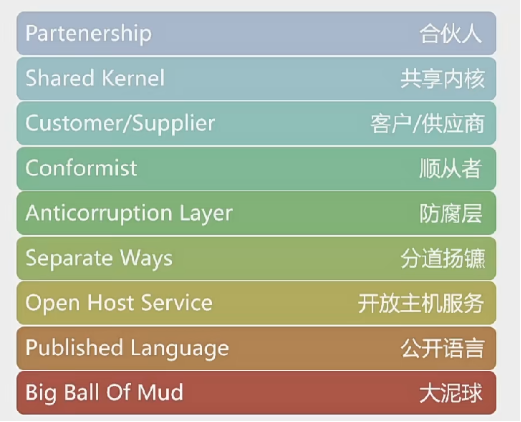 Partenership 合伙人
Shared Kernel 共享内核
Customer/Supplier 客户/供应商
Conformist 顺从者
Anticorruption Layer 防腐层
Separate Ways 分道扬镳
Open Host Service 开放主机服务
Published Language 公开语言
Big Ball Of Mud 大泥球